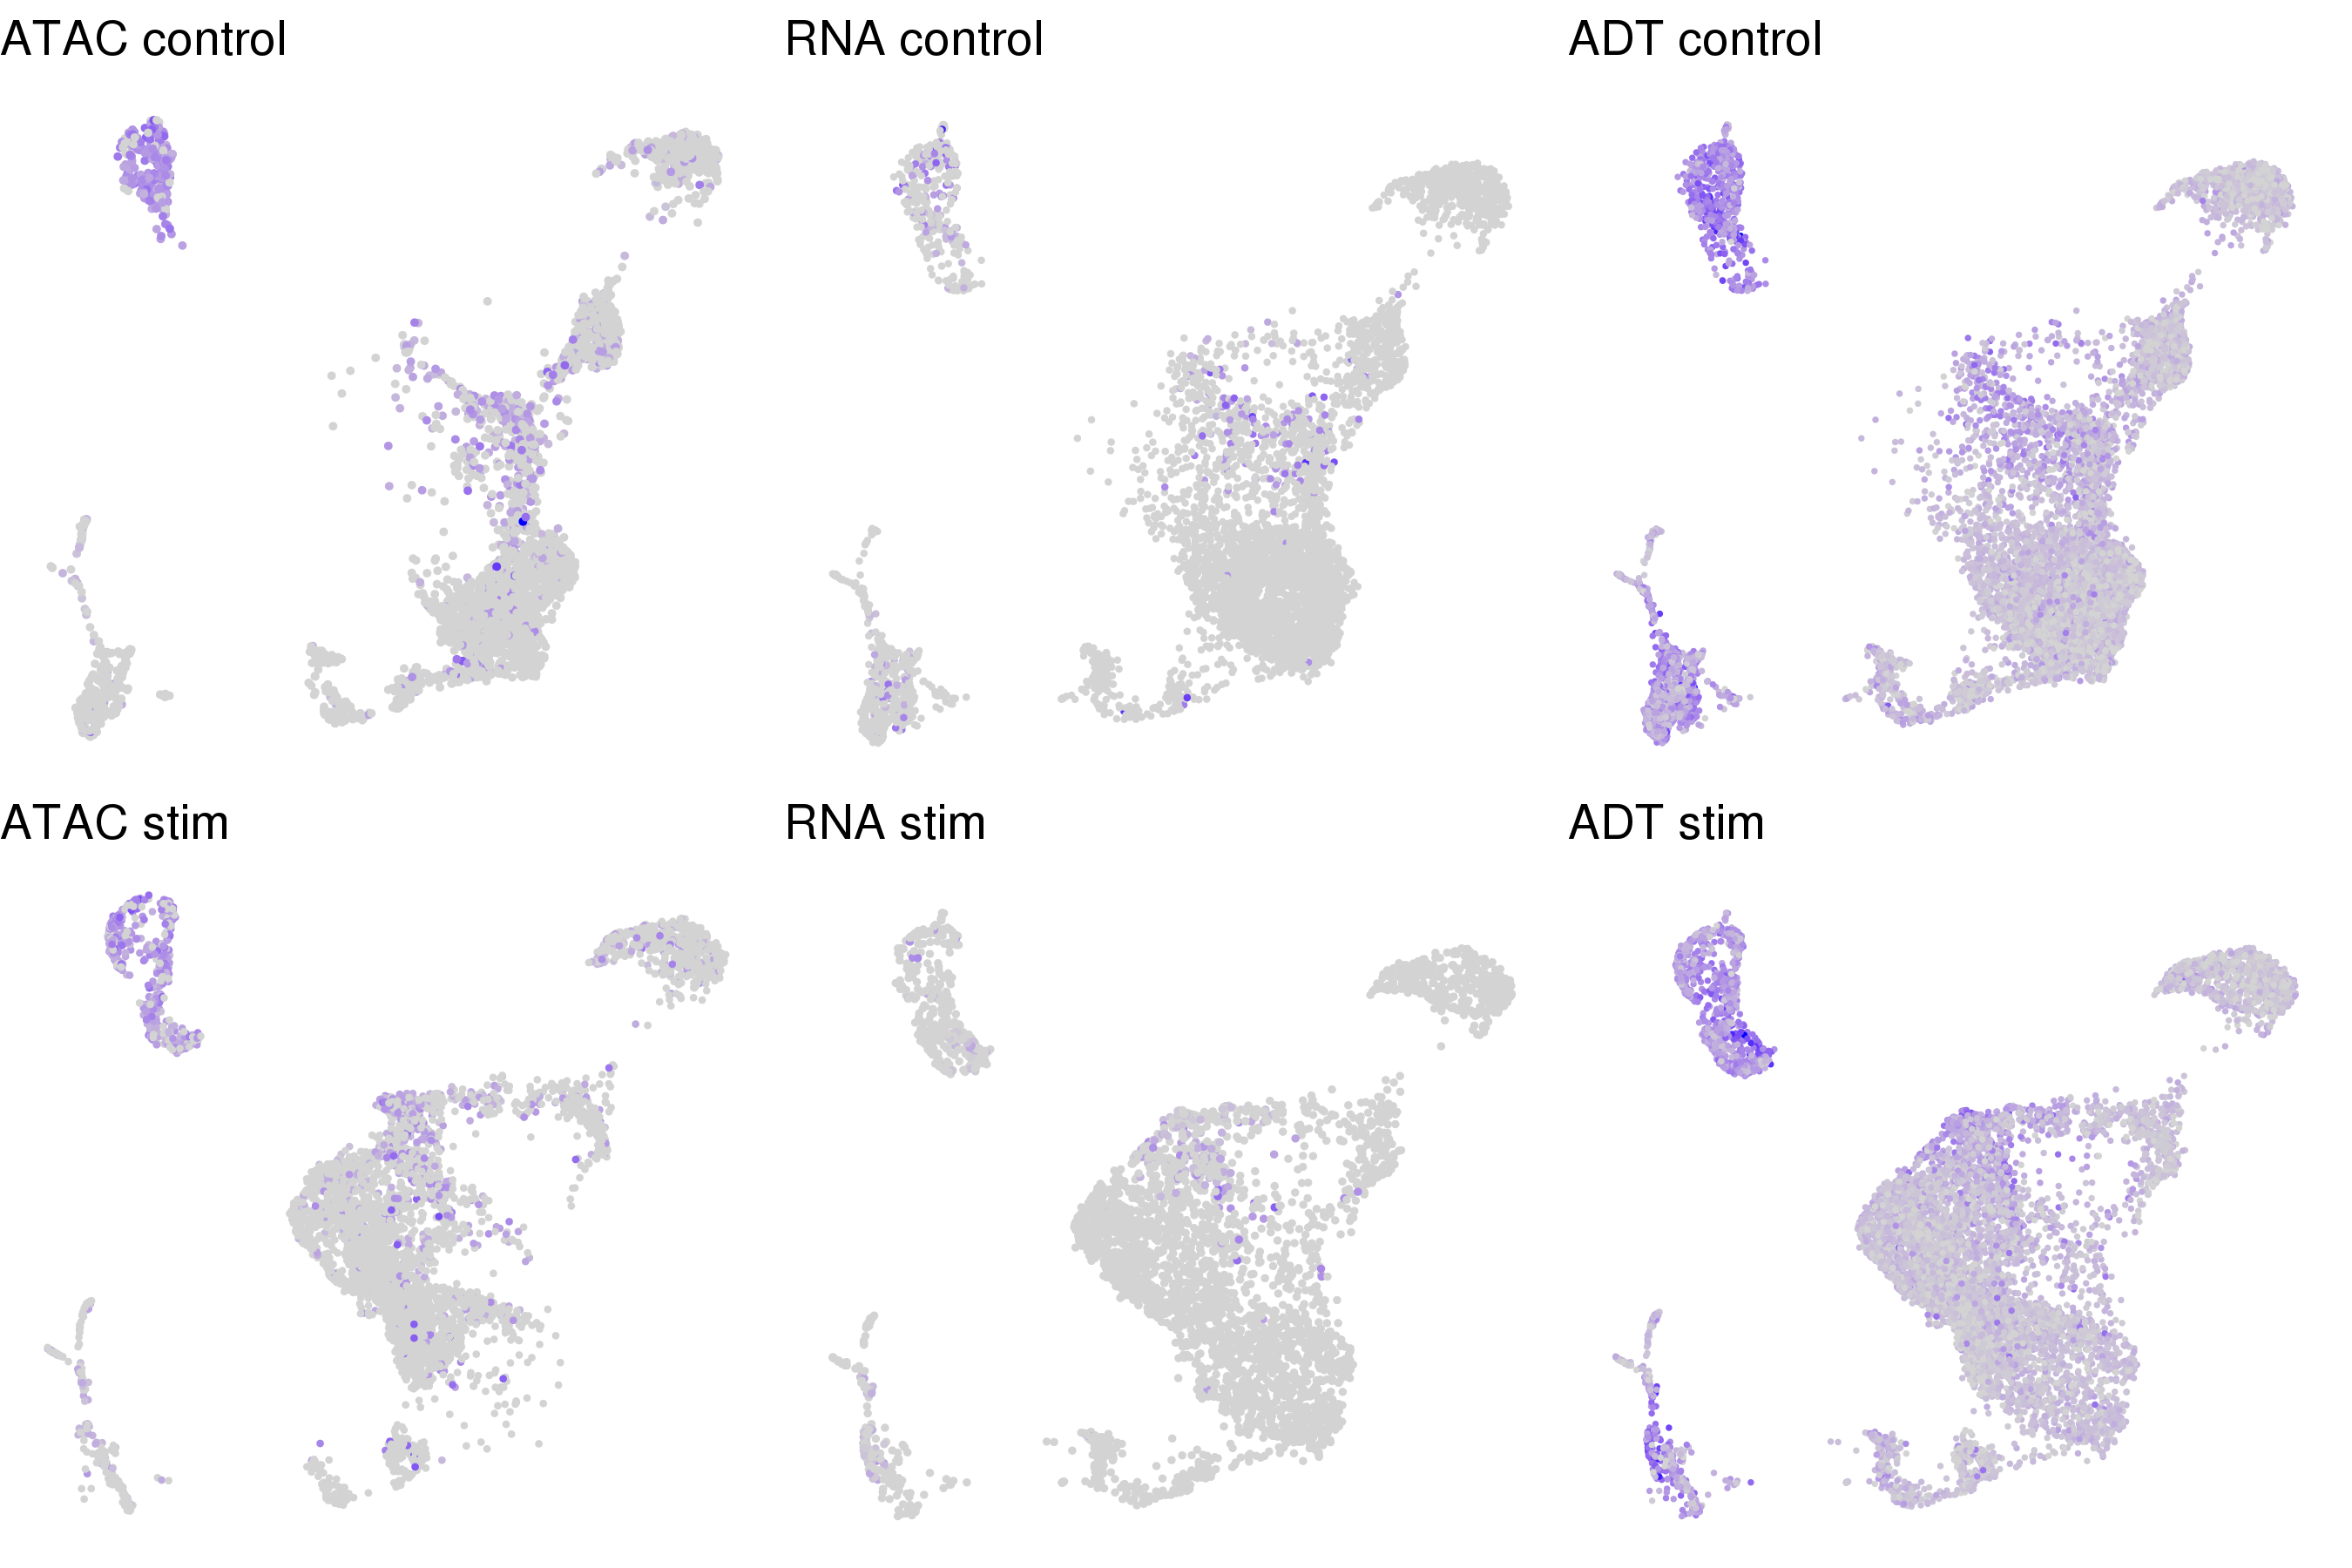 ATAC control
RNA control
ADT control
ATAC stim
RNA stim
ADT stim